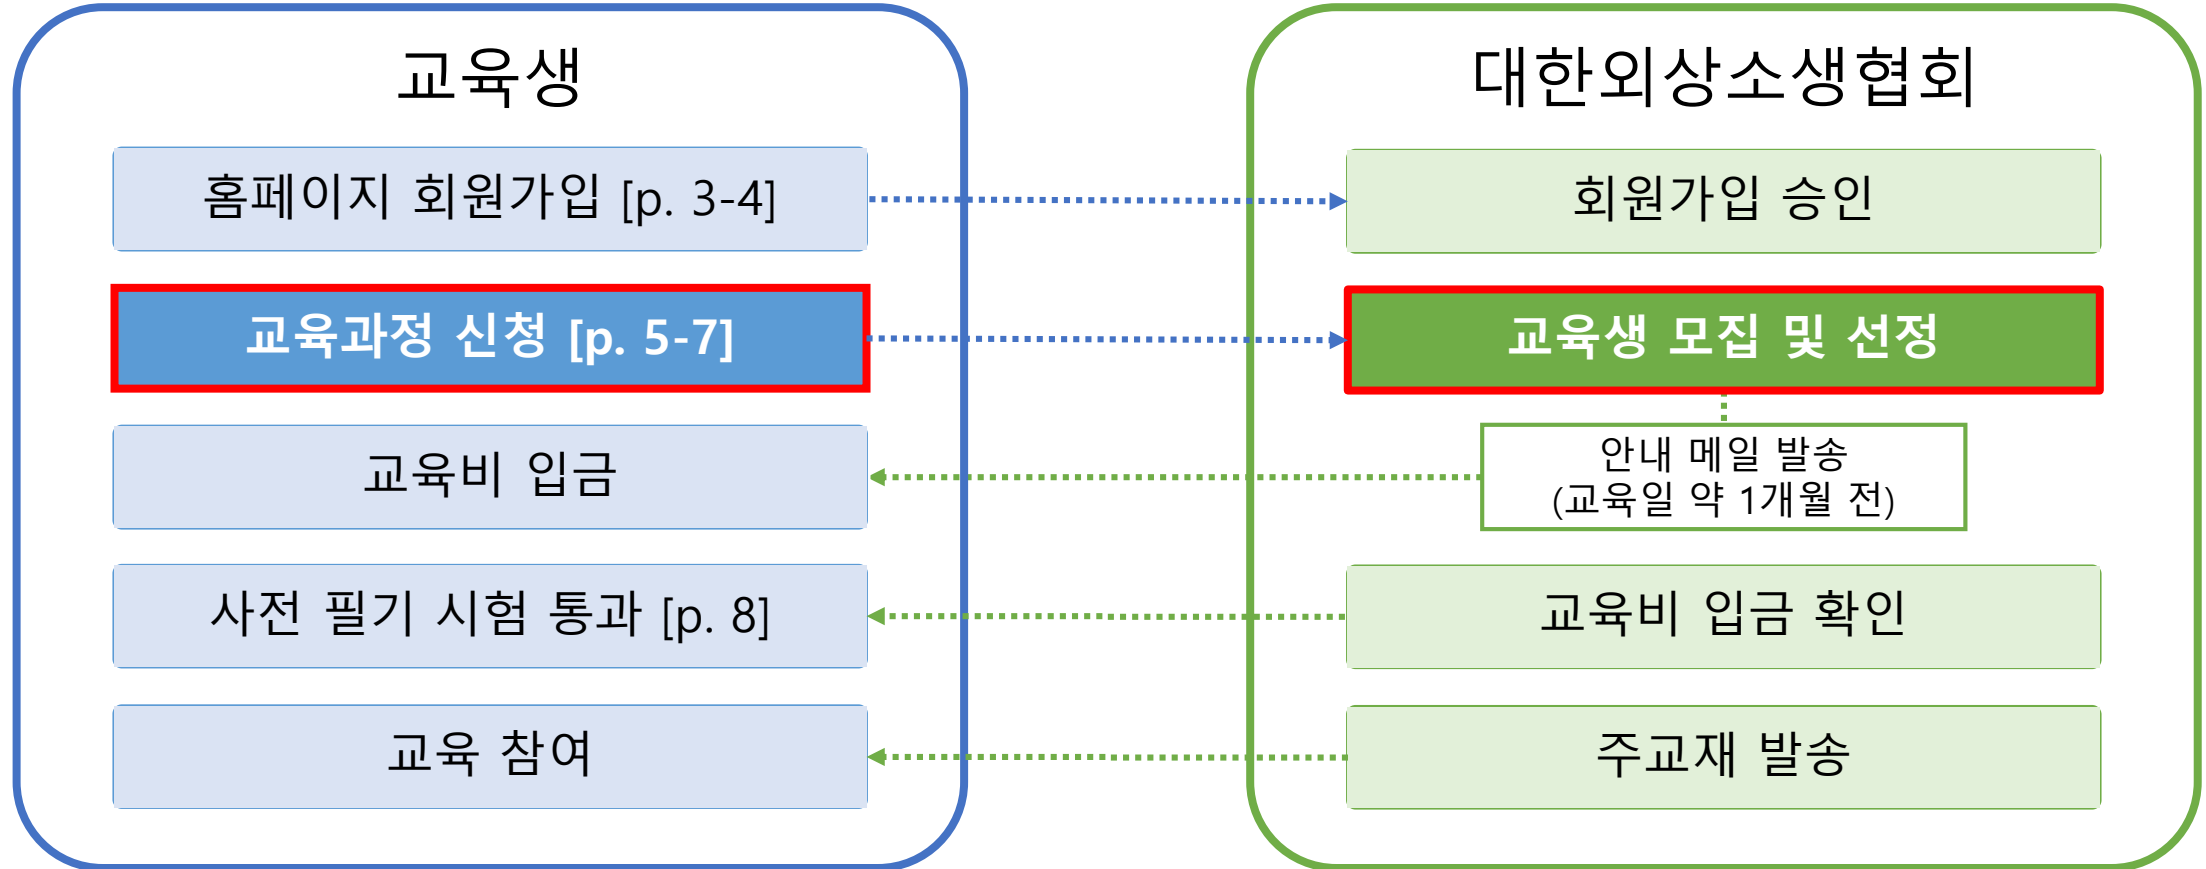 교육생
홈페이지 회원가입 [p. 3-4]
교육과정 신청 [p. 5-7]
교육비 입금
사전 필기 시험 통과 [p. 8]
교육 참여
대한외상소생협회
회원가입 승인
교육생 모집 및 선정
안내 메일 발송
(교육일 약 1개월 전)
교육비 입금 확인
주교재 발송